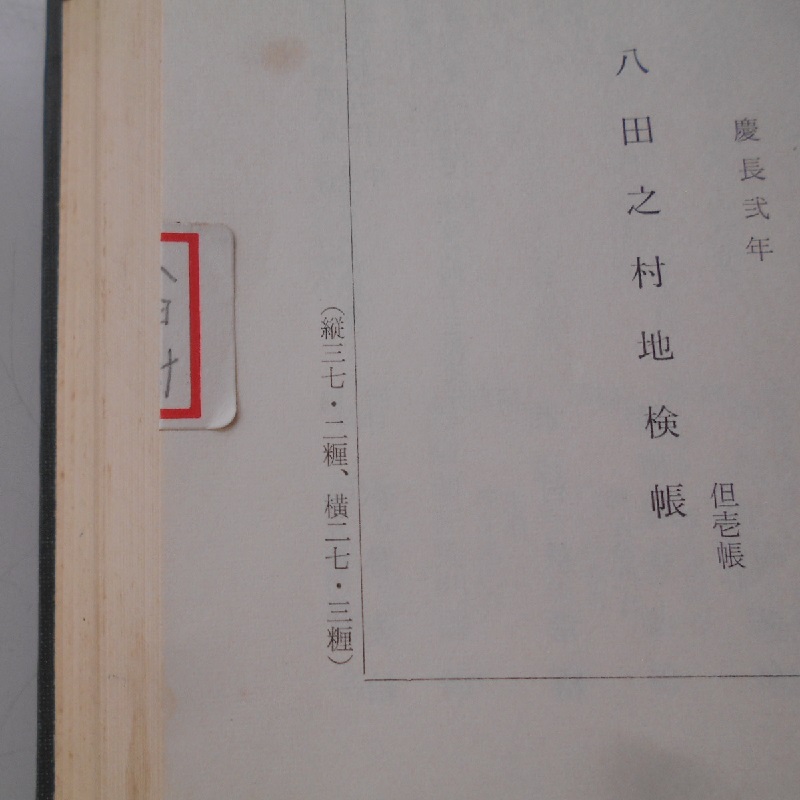 慶長弐年
但壱帳
八田之村地検帳
（縦三七・二糎、横二七・三糎）